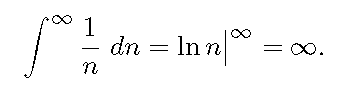 ∫^∞ 1/n dn = ln n|^∞ = ∞.